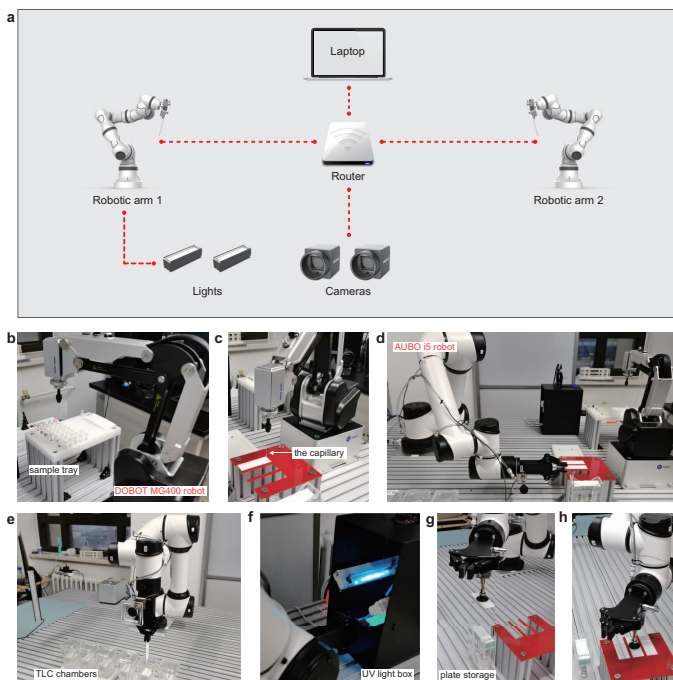 a
Laptop
Router
Robotic arm 1
Robotic arm 2
Lights
Cameras
b
sample tray
DOBOT MG400 robot
c
the capillary
d
AUBO i5 robot
e
TLC chambers
f
UV light box
g
plate storage
h